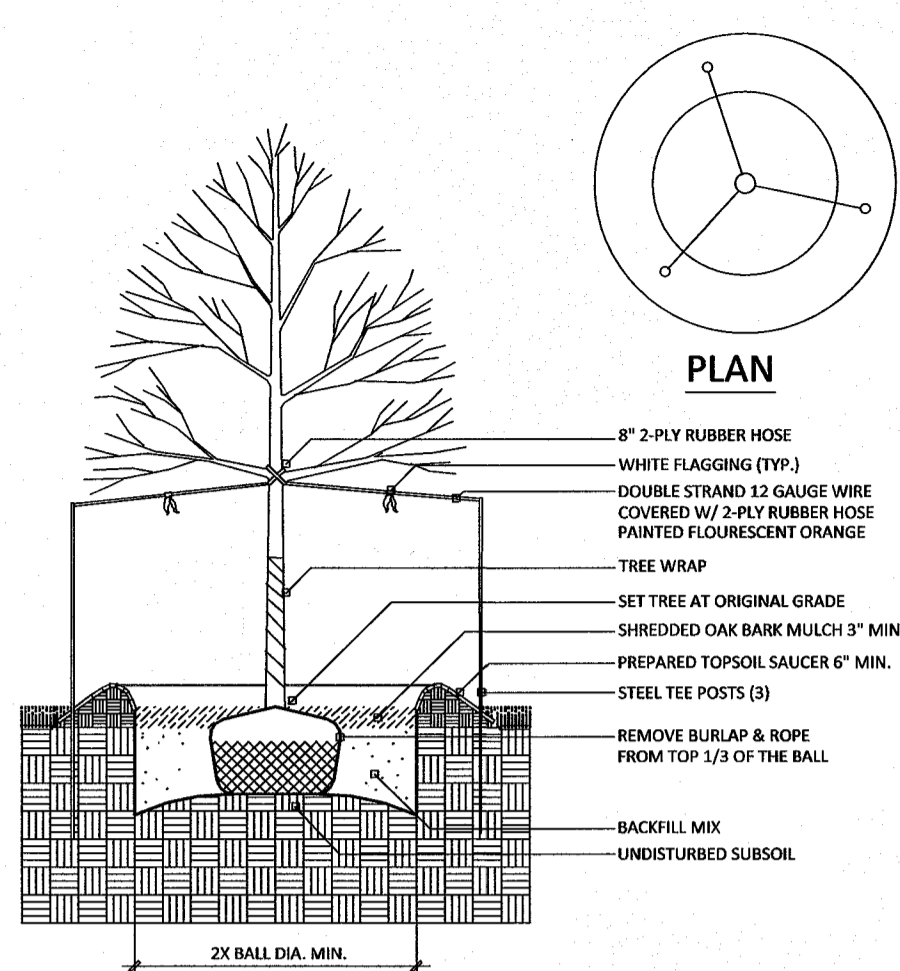 PLAN
8" 2-PLY RUBBER HOSE
WHITE FLAGGING (TYP.)
DOUBLE STRAND 12 GAUGE WIRE
COVERED W/ 2-PLY RUBBER HOSE
PAINTED FLOURESCENT ORANGE
TREE WRAP
SET TREE AT ORIGINAL GRADE
SHREDDED OAK BARK MULCH 3" MIN
PREPARED TOPSOIL SAUCER 6" MIN.
STEEL TEE POSTS (3)
REMOVE BURLAP & ROPE
FROM TOP 1/3 OF THE BALL
BACKFILL MIX
UNDISTURBED SUBSOIL
2X BALL DIA. MIN.